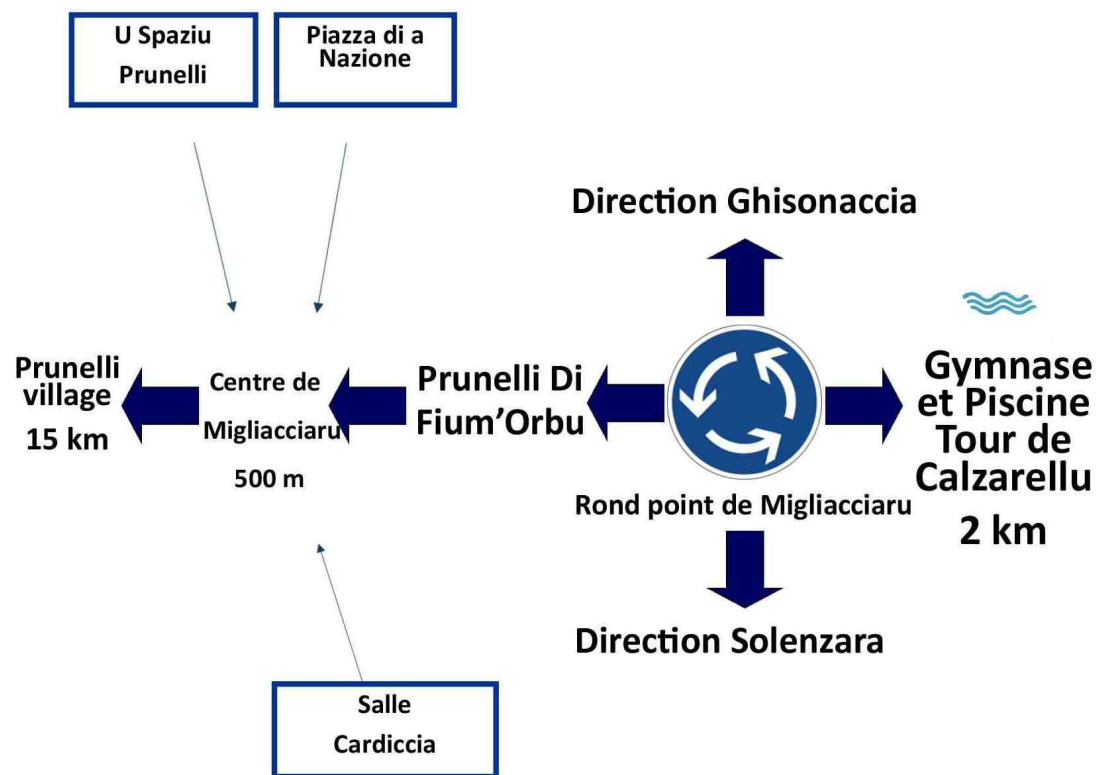 U Spaziu
Prunelli
Piazza di a
Nazione
Direction Ghisonaccia
Prunelli
village
15 km
Centre de
Migliacciaru
500 m
Prunelli Di
Fium'Orbu
Gymnase
et Piscine
Tour de
Calzarellu
2 km
Rond point de Migliacciaru
Direction Solenzara
Salle
Cardiccia